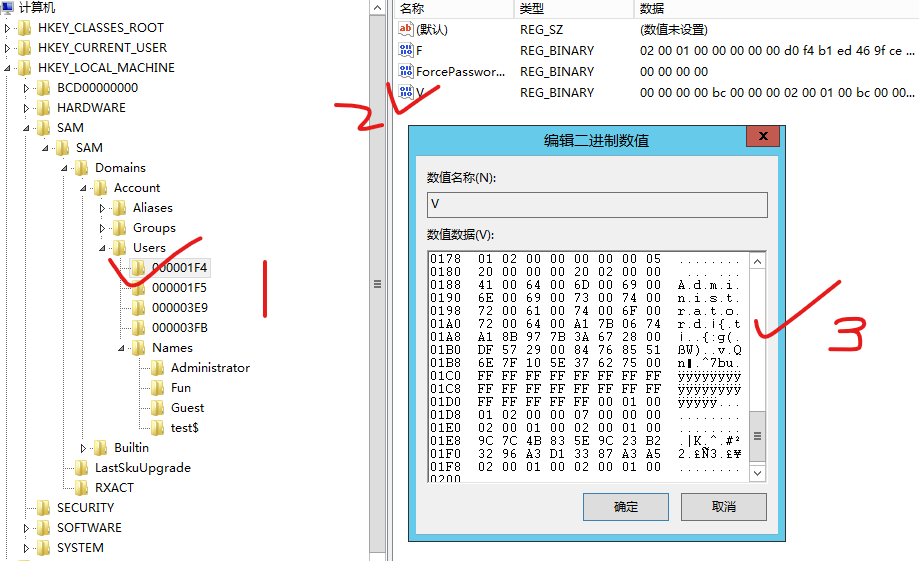 计算机
HKEY_CLASSES_ROOT
HKEY_CURRENT_USER
HKEY_LOCAL_MACHINE
BCD00000000
HARDWARE
SAM
SAM
Domains
Account
Aliases
Groups
Users
000001F4
000001F5
000003E9
000003FB
Names
Administrator
Fun
Guest
test$
Builtin
LastSkuUpgrade
RXACT
SECURITY
SOFTWARE
SYSTEM
1
2
名称 类型 数据
(默认) REG_SZ (数值未设置)
F REG_BINARY 02 00 01 00 00 00 00 00 d0 f4 b1 ed 46 9f ce ...
ForcePasswor... REG_BINARY 00 00 00 00
V REG_BINARY 00 00 00 00 bc 00 00 00 02 00 01 00 bc 00 00...
编辑二进制数值
数值名称(N):
V
数值数据(V):
0178 01 02 00 00 00 00 00 05 ........
0180 20 00 00 00 20 02 00 00 ... ...
0188 41 00 64 00 6D 00 69 00 A.d.m.i.
0190 6E 00 69 00 73 00 74 00 n.i.s.t.
0198 72 00 61 00 74 00 6F 00 r.a.t.o.
01A0 72 00 64 00 A1 7B 06 74 r.d.¡{.t
01A8 A1 8B 97 7B 3A 67 28 00 ¡..{:g(.
01B0 DF 57 29 00 84 76 85 51 ßW)..v.Q
01B8 6E 7F 10 5E 37 62 75 00 n▮.^7bu.
01C0 FF FF FF FF FF FF FF FF ÿÿÿÿÿÿÿÿ
01C8 FF FF FF FF FF FF FF FF ÿÿÿÿÿÿÿÿ
01D0 FF FF FF FF FF 00 01 00 ÿÿÿÿÿ...
01D8 01 02 00 00 07 00 00 00 ........
01E0 02 00 01 00 02 00 01 00 ........
01E8 9C 7C 4B 83 5E 9C 23 B2 .|K.^.#²
01F0 32 96 A3 D1 33 87 A3 A5 2.£Ñ3.£¥
01F8 02 00 01 00 02 00 01 00 ........
0200
确定 取消
3